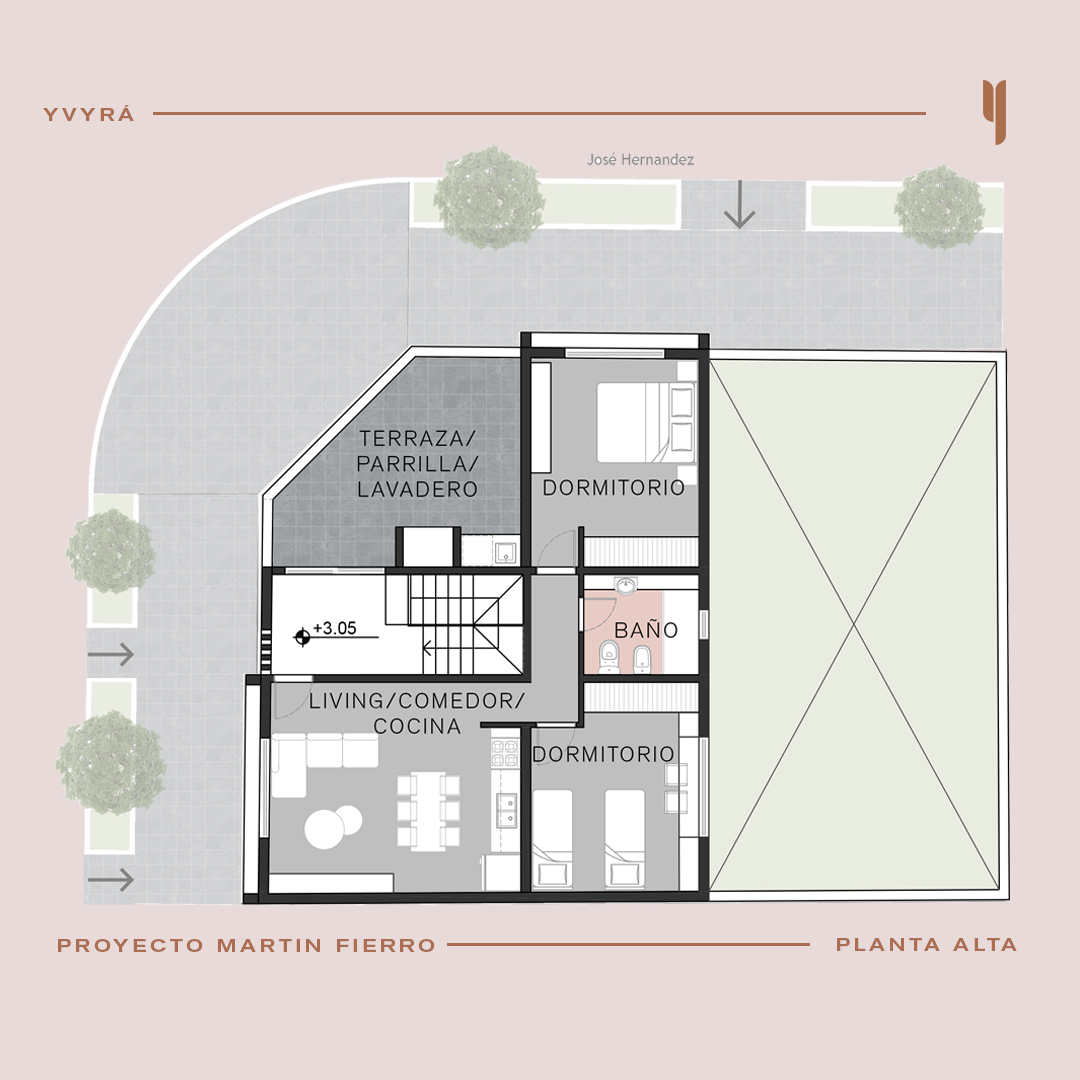 YVYRÁ
José Hernandez
TERRAZA/
PARRILLA/
LAVADERO
DORMITORIO
+3.05
BAÑO
LIVING/COMEDOR/
COCINA
DORMITORIO
PROYECTO MARTIN FIERRO
PLANTA ALTA